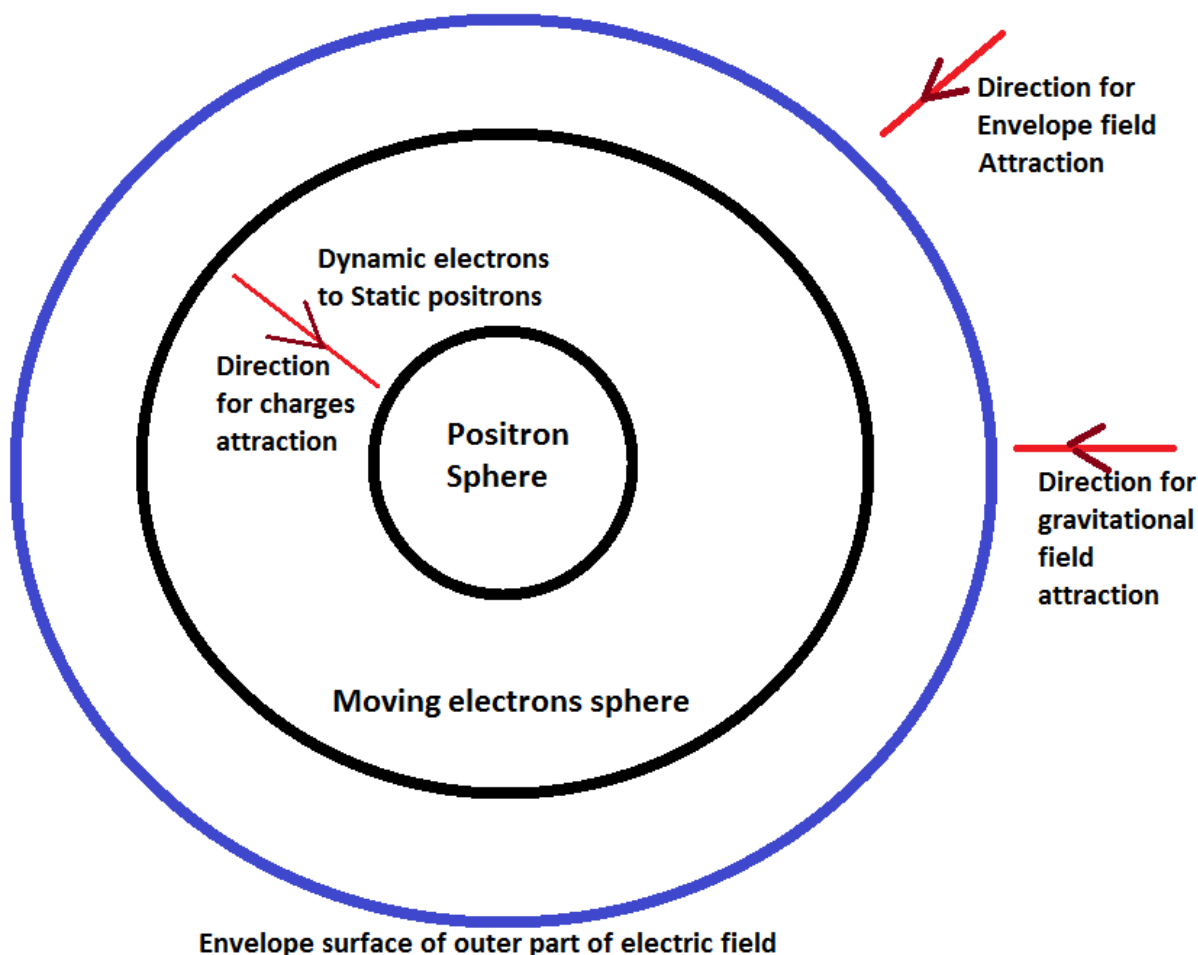 Direction for
Envelope field
Attraction
Dynamic electrons
to Static positrons
Direction
for charges
attraction
Positron
Sphere
Direction for
gravitational
field
attraction
Moving electrons sphere
Envelope surface of outer part of electric field